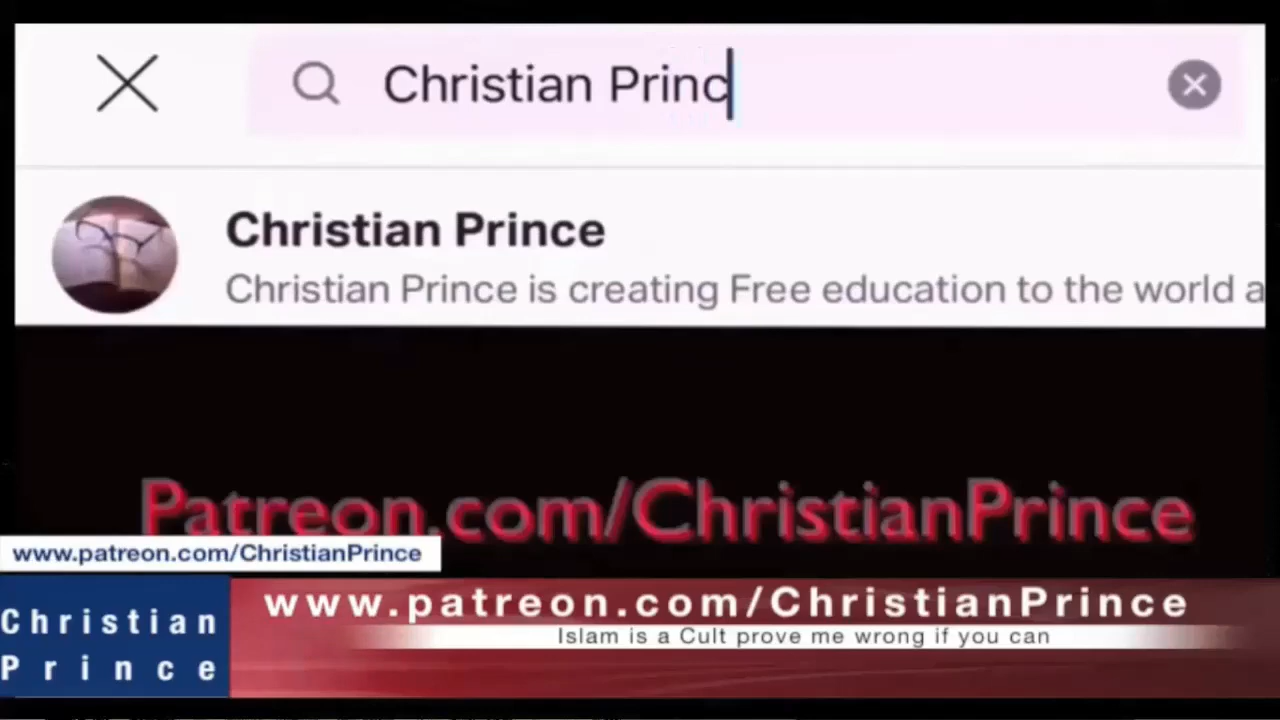 Christian Princ
Christian Prince
Christian Prince is creating Free education to the world a
Patreon.com/ChristianPrince
www.patreon.com/ChristianPrince
www.patreon.com/ChristianPrince
Islam is a Cult prove me wrong if you can
Christian
Prince